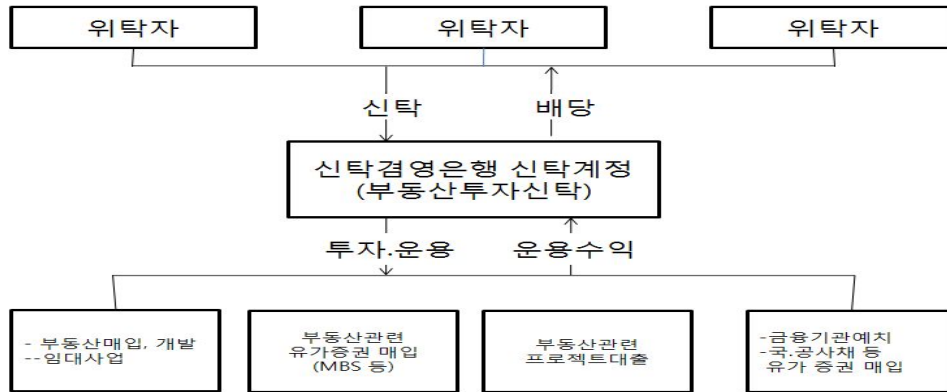 위탁자
위탁자
위탁자
신탁
배당
신탁겸영은행 신탁계정
(부동산투자신탁)
투자.운용
운용수익
- 부동산매입, 개발
--임대사업
부동산관련
유가증권 매입
(MBS 등)
부동산관련
프로젝트대출
-금융기관예치
-국.공사채 등
유가 증권 매입